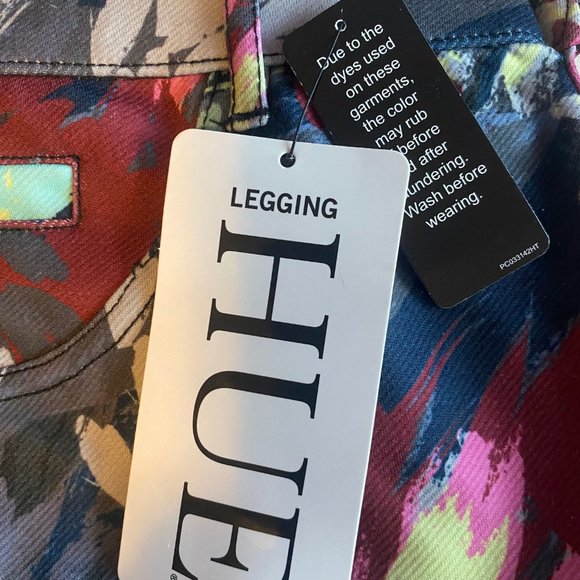 LEGGING
HUE
®
Due to the
dyes used
on these
garments,
the color
may rub
before
after
laundering.
Wash before
wearing.
PC033142HT